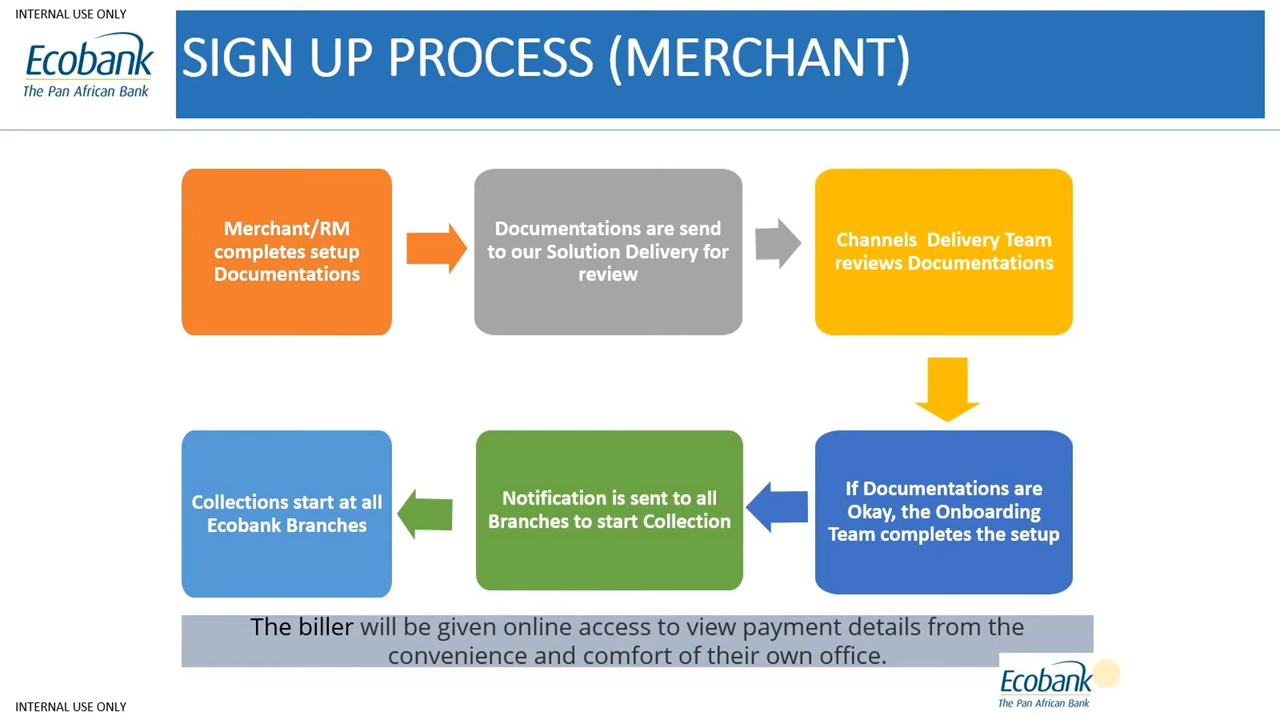 INTERNAL USE ONLY
Ecobank
The Pan African Bank
SIGN UP PROCESS (MERCHANT)
Merchant/RM
completes setup
Documentations
Documentations are send
to our Solution Delivery for
review
Channels Delivery Team
reviews Documentations
If Documentations are
Okay, the Onboarding
Team completes the setup
Notification is sent to all
Branches to start Collection
Collections start at all
Ecobank Branches
The biller will be given online access to view payment details from the
convenience and comfort of their own office.
Ecobank
The Pan African Bank
INTERNAL USE ONLY